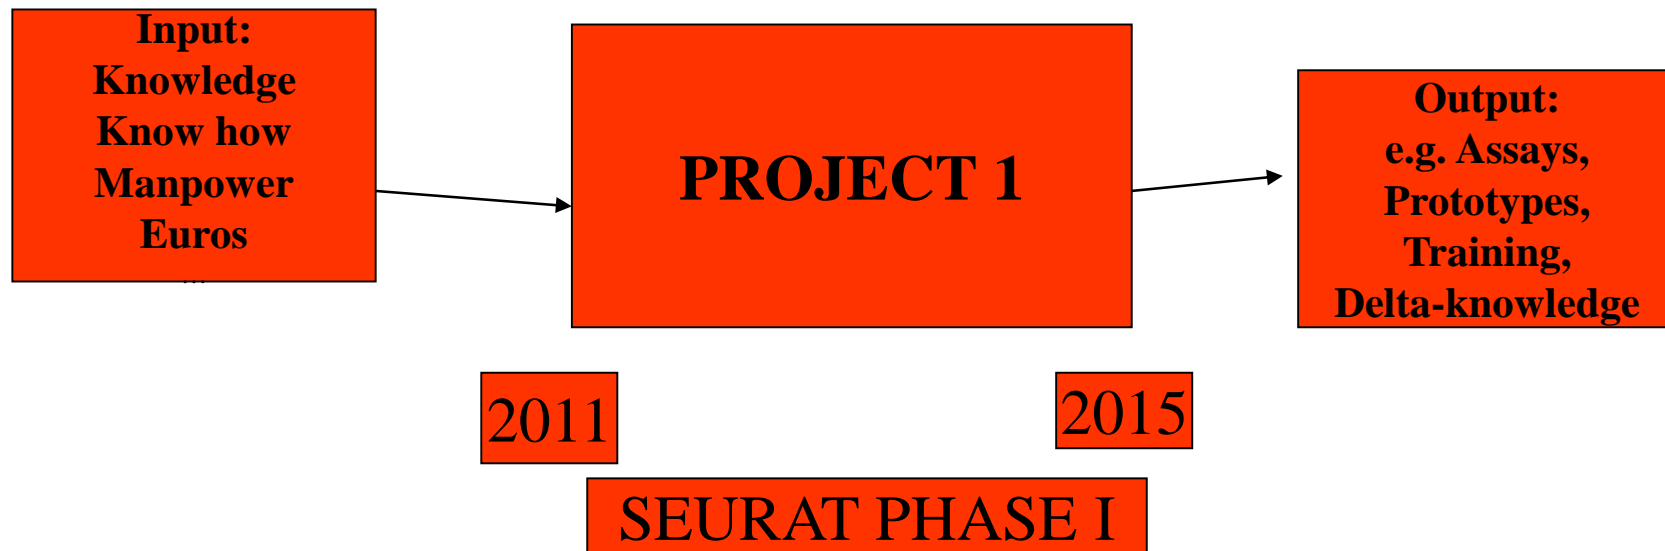 Input:
Knowledge
Know how
Manpower
Euros
...
PROJECT 1
Output:
e.g. Assays,
Prototypes,
Training,
Delta-knowledge
2011
2015
SEURAT PHASE I